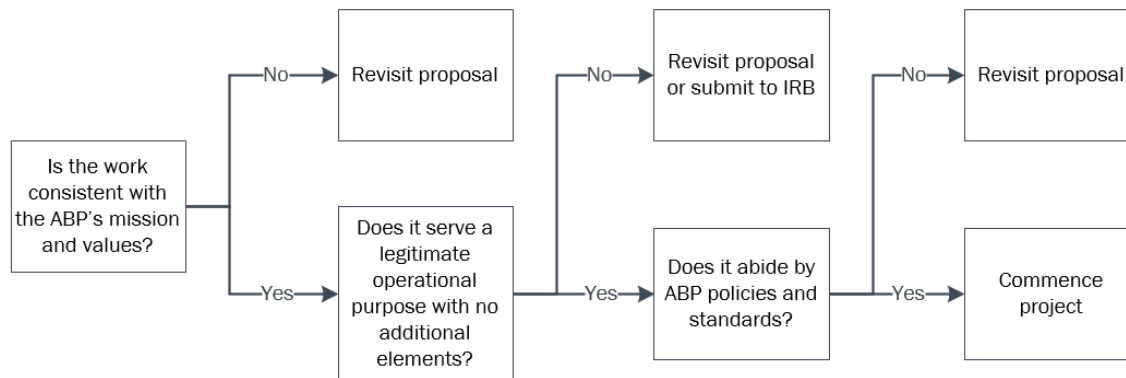 No
Revisit proposal
No
Revisit proposal
or submit to IRB
No
Revisit proposal
Is the work
consistent with
the ABP's mission
and values?
Yes
Does it serve a
legitimate
operational
purpose with no
additional
elements?
Yes
Does it abide by
ABP policies and
standards?
Yes
Commence
project